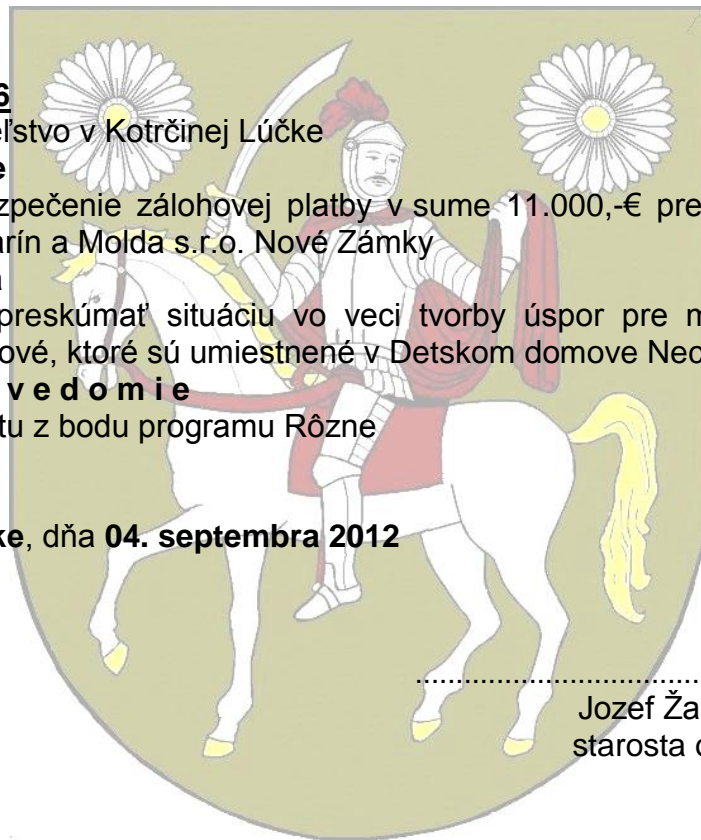 6
eľstvo v Kotrčinej Lúčke
e
zpečenie zálohovej platby v sume 11.000,-€ pre
arín a Molda s.r.o. Nové Zámky
a
preskúmať situáciu vo veci tvorby úspor pre m
ové, ktoré sú umiestnené v Detskom domove Nec
v e d o m i e
tu z bodu programu Rôzne
ke, dňa 04. septembra 2012
...................................
Jozef Ža
starosta o